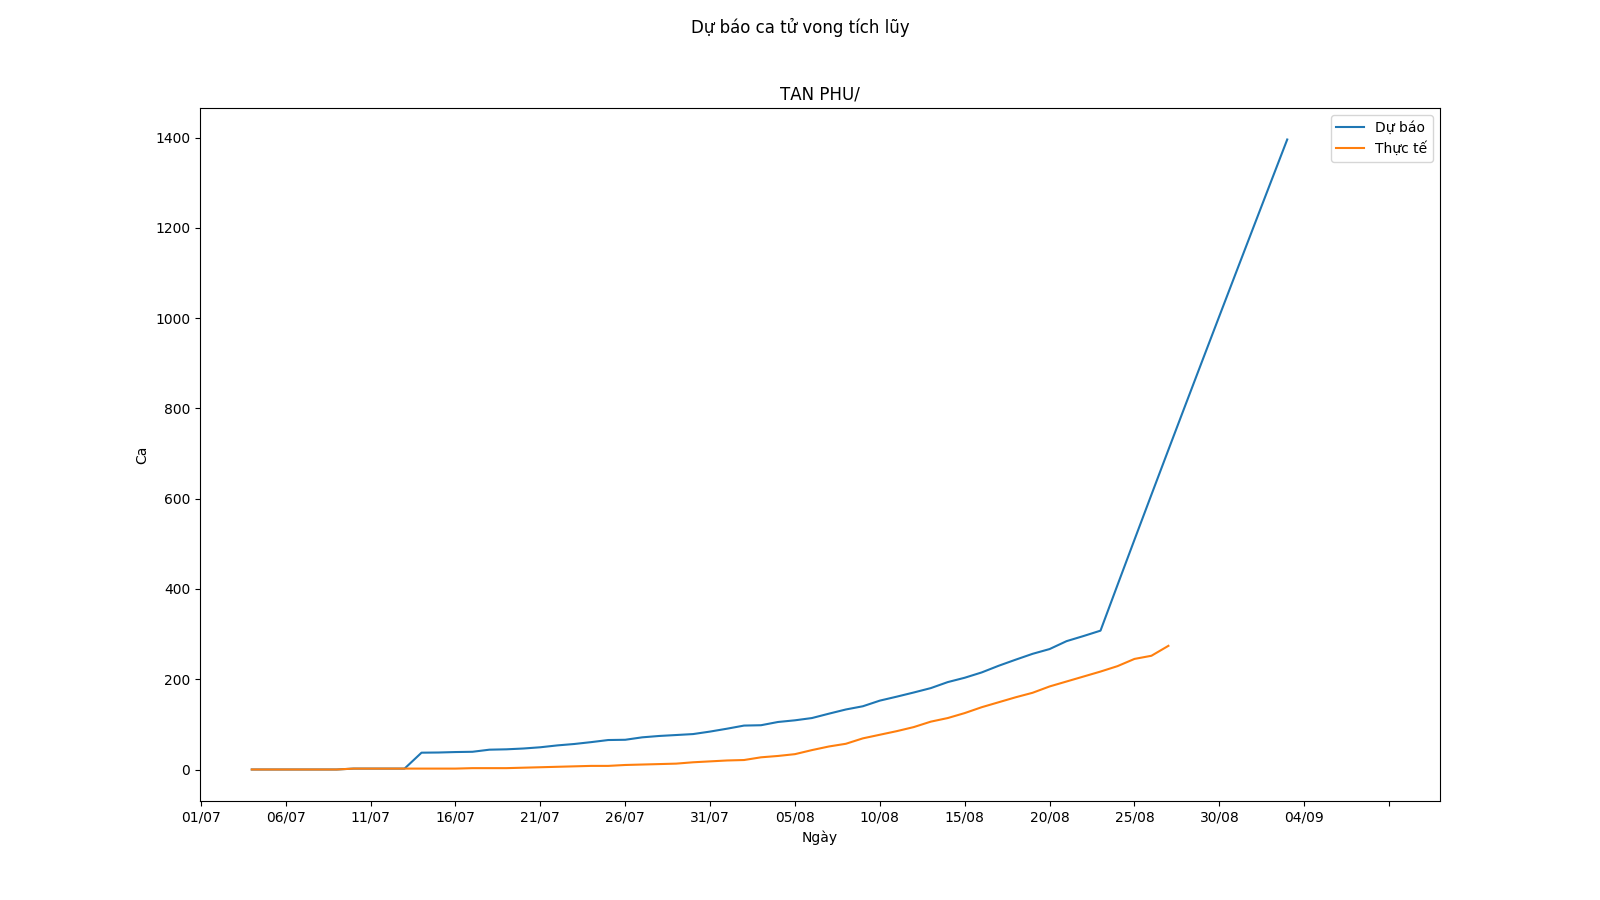 Dự báo ca tử vong tích lũy
TAN PHU/
Dự báo
Thực tế
1400
1200
1000
800
600
400
200
0
Ca
01/07 06/07 11/07 16/07 21/07 26/07 31/07 05/08 10/08 15/08 20/08 25/08 30/08 04/09
Ngày